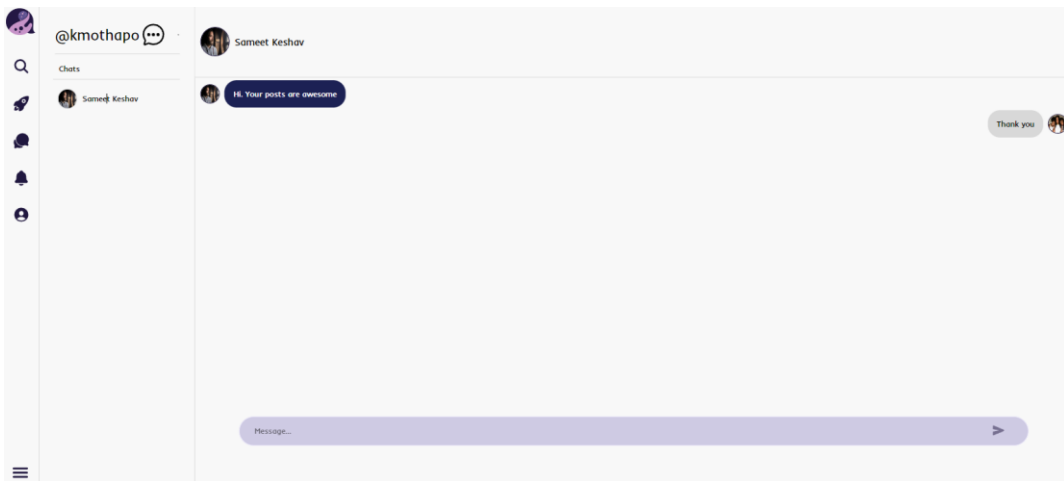 @kmothapo
Chats
Sameet Keshav
Sameet Keshav
Hi. Your posts are awesome
Thank you
Message...